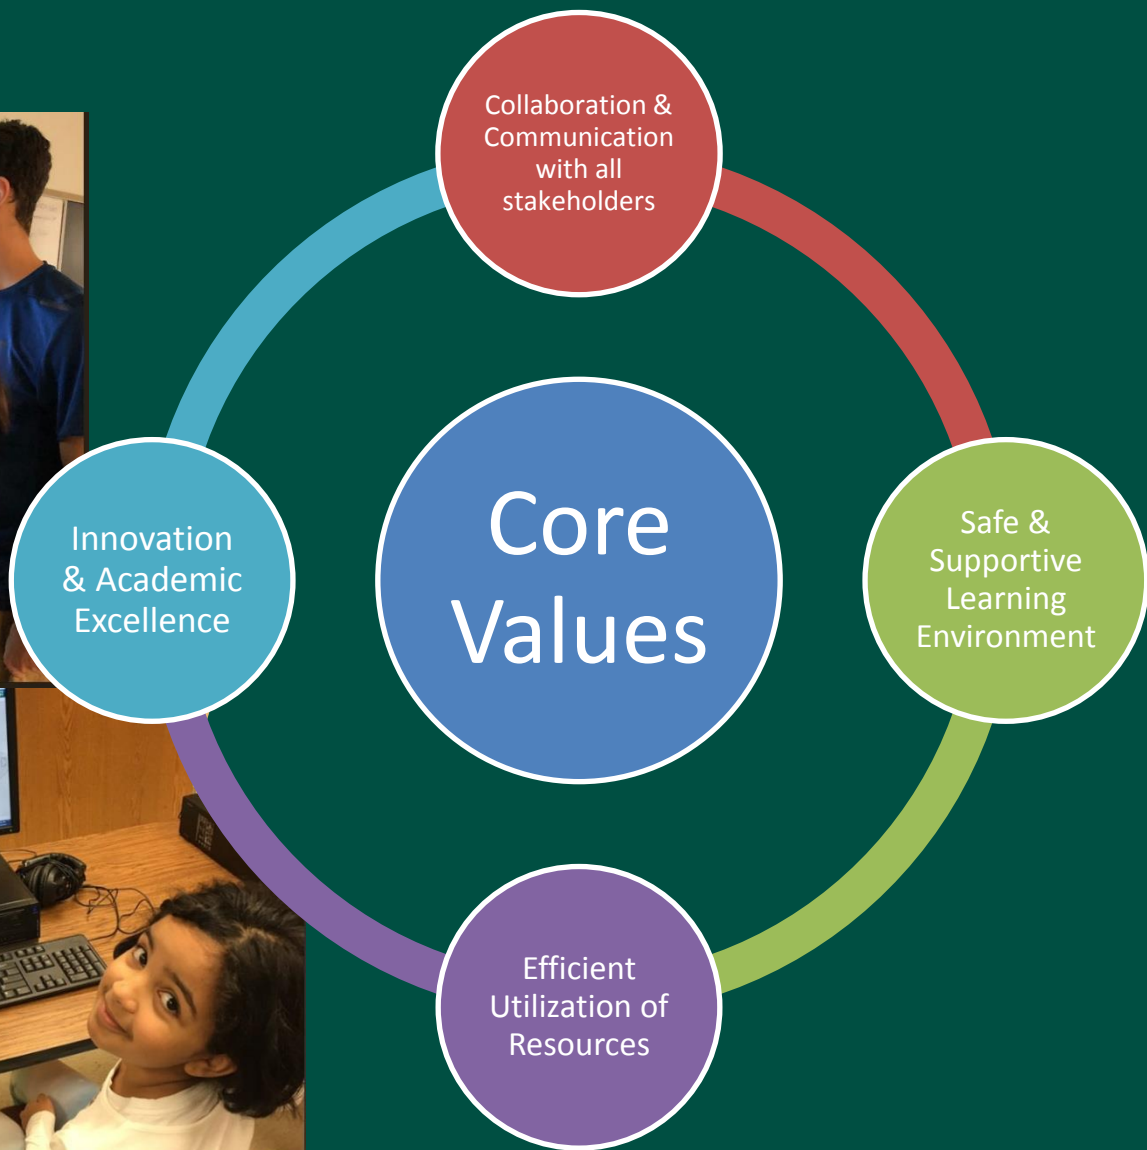 Collaboration &
Communication
with all
stakeholders
Innovation
& Academic
Excellence
Core
Values
Safe &
Supportive
Learning
Environment
Efficient
Utilization of
Resources